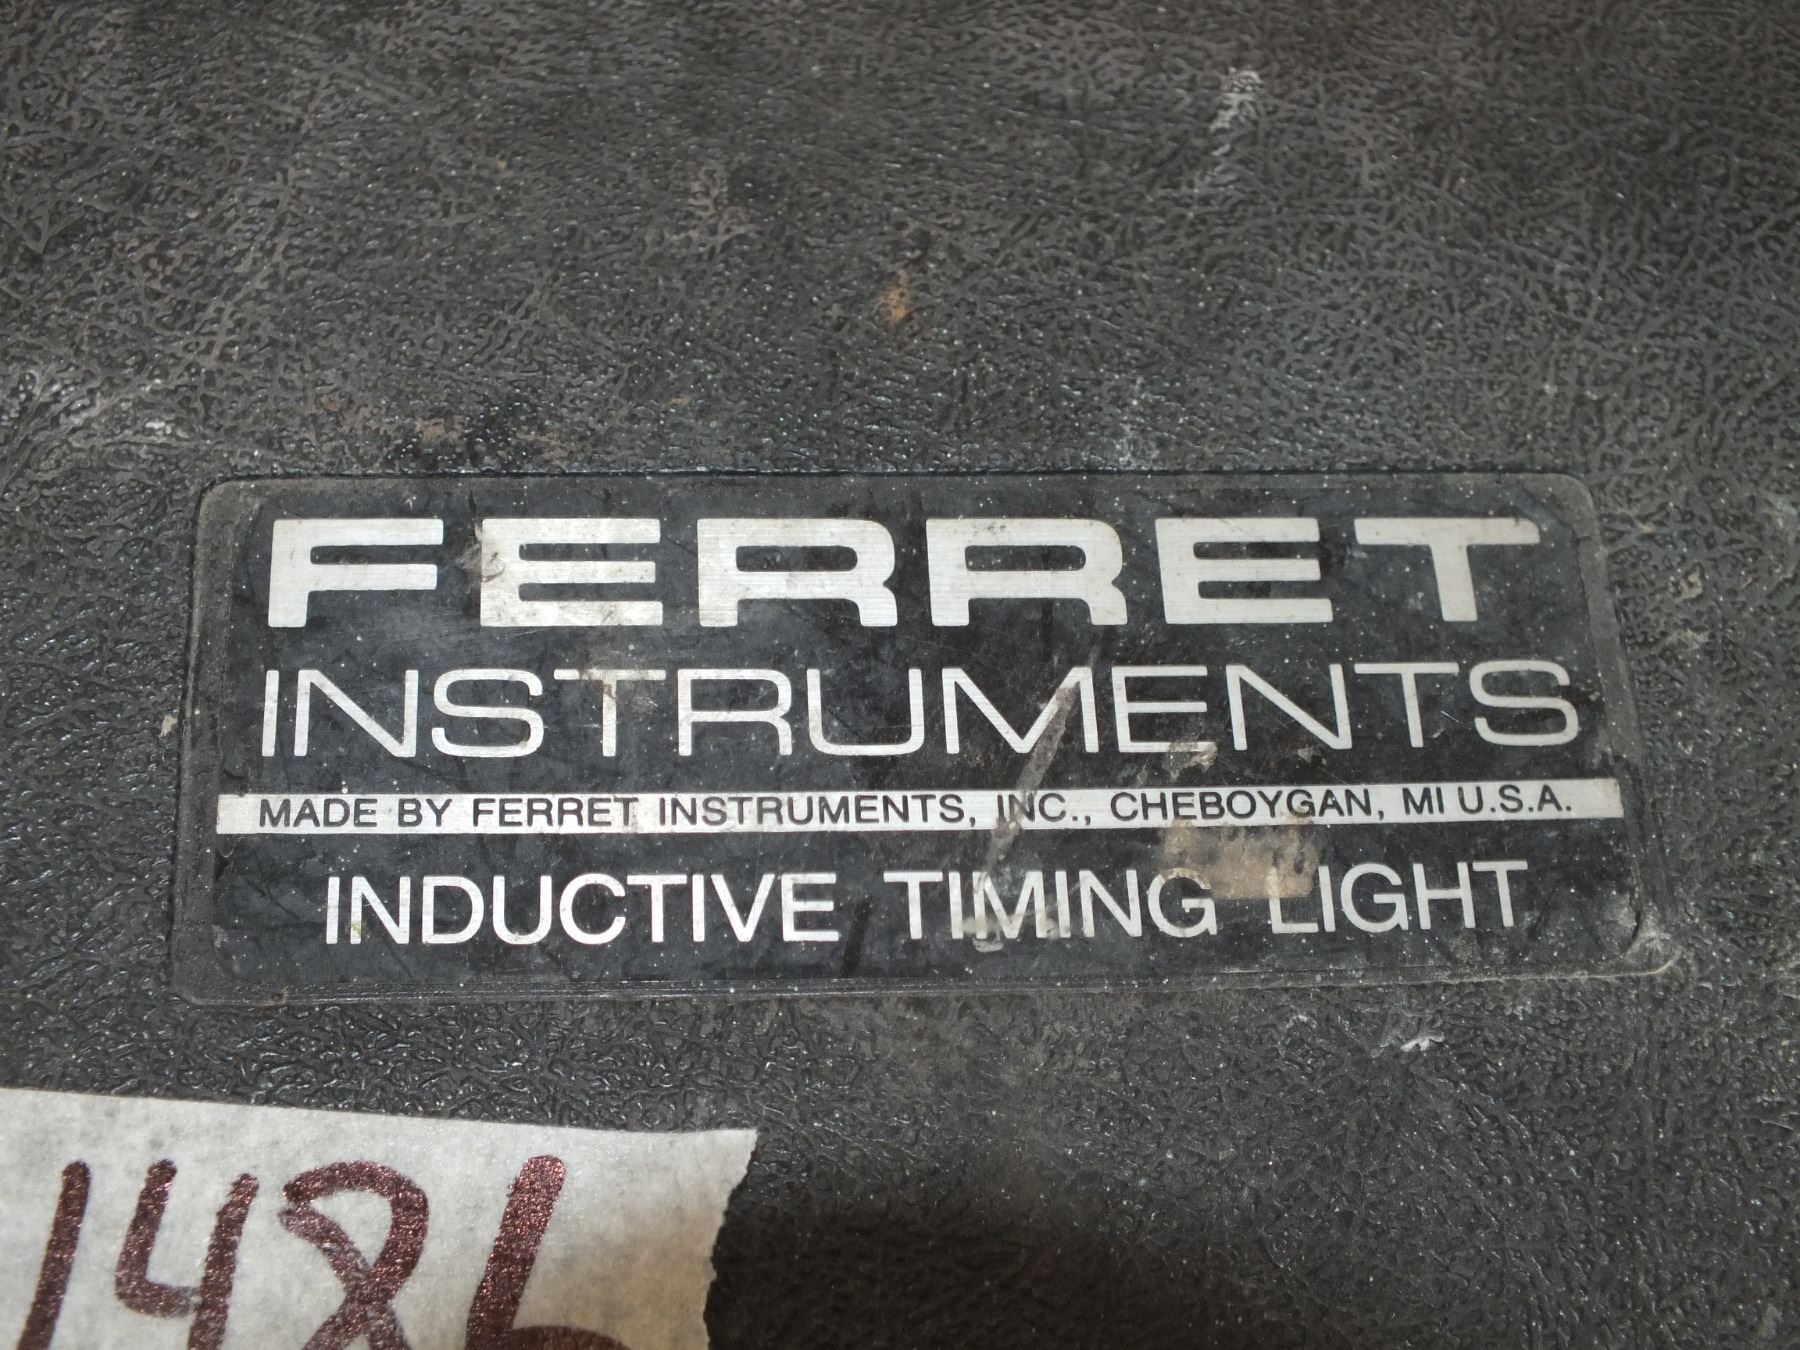 FERRET
INSTRUMENTS
MADE BY FERRET INSTRUMENTS, INC., CHEBOYGAN, MI U.S.A.
INDUCTIVE TIMING LIGHT
1486